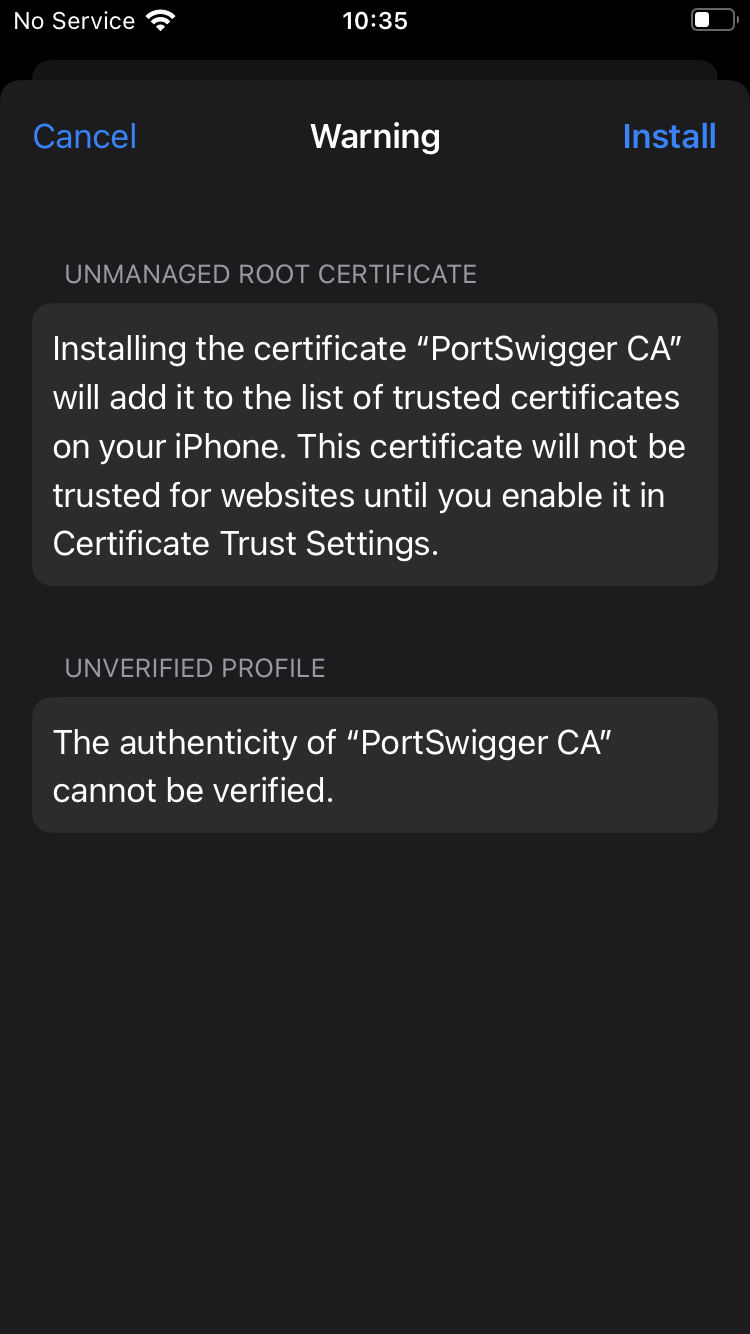 No Service 10:35
Cancel Warning Install
UNMANAGED ROOT CERTIFICATE
Installing the certificate “PortSwigger CA”
will add it to the list of trusted certificates
on your iPhone. This certificate will not be
trusted for websites until you enable it in
Certificate Trust Settings.
UNVERIFIED PROFILE
The authenticity of “PortSwigger CA”
cannot be verified.